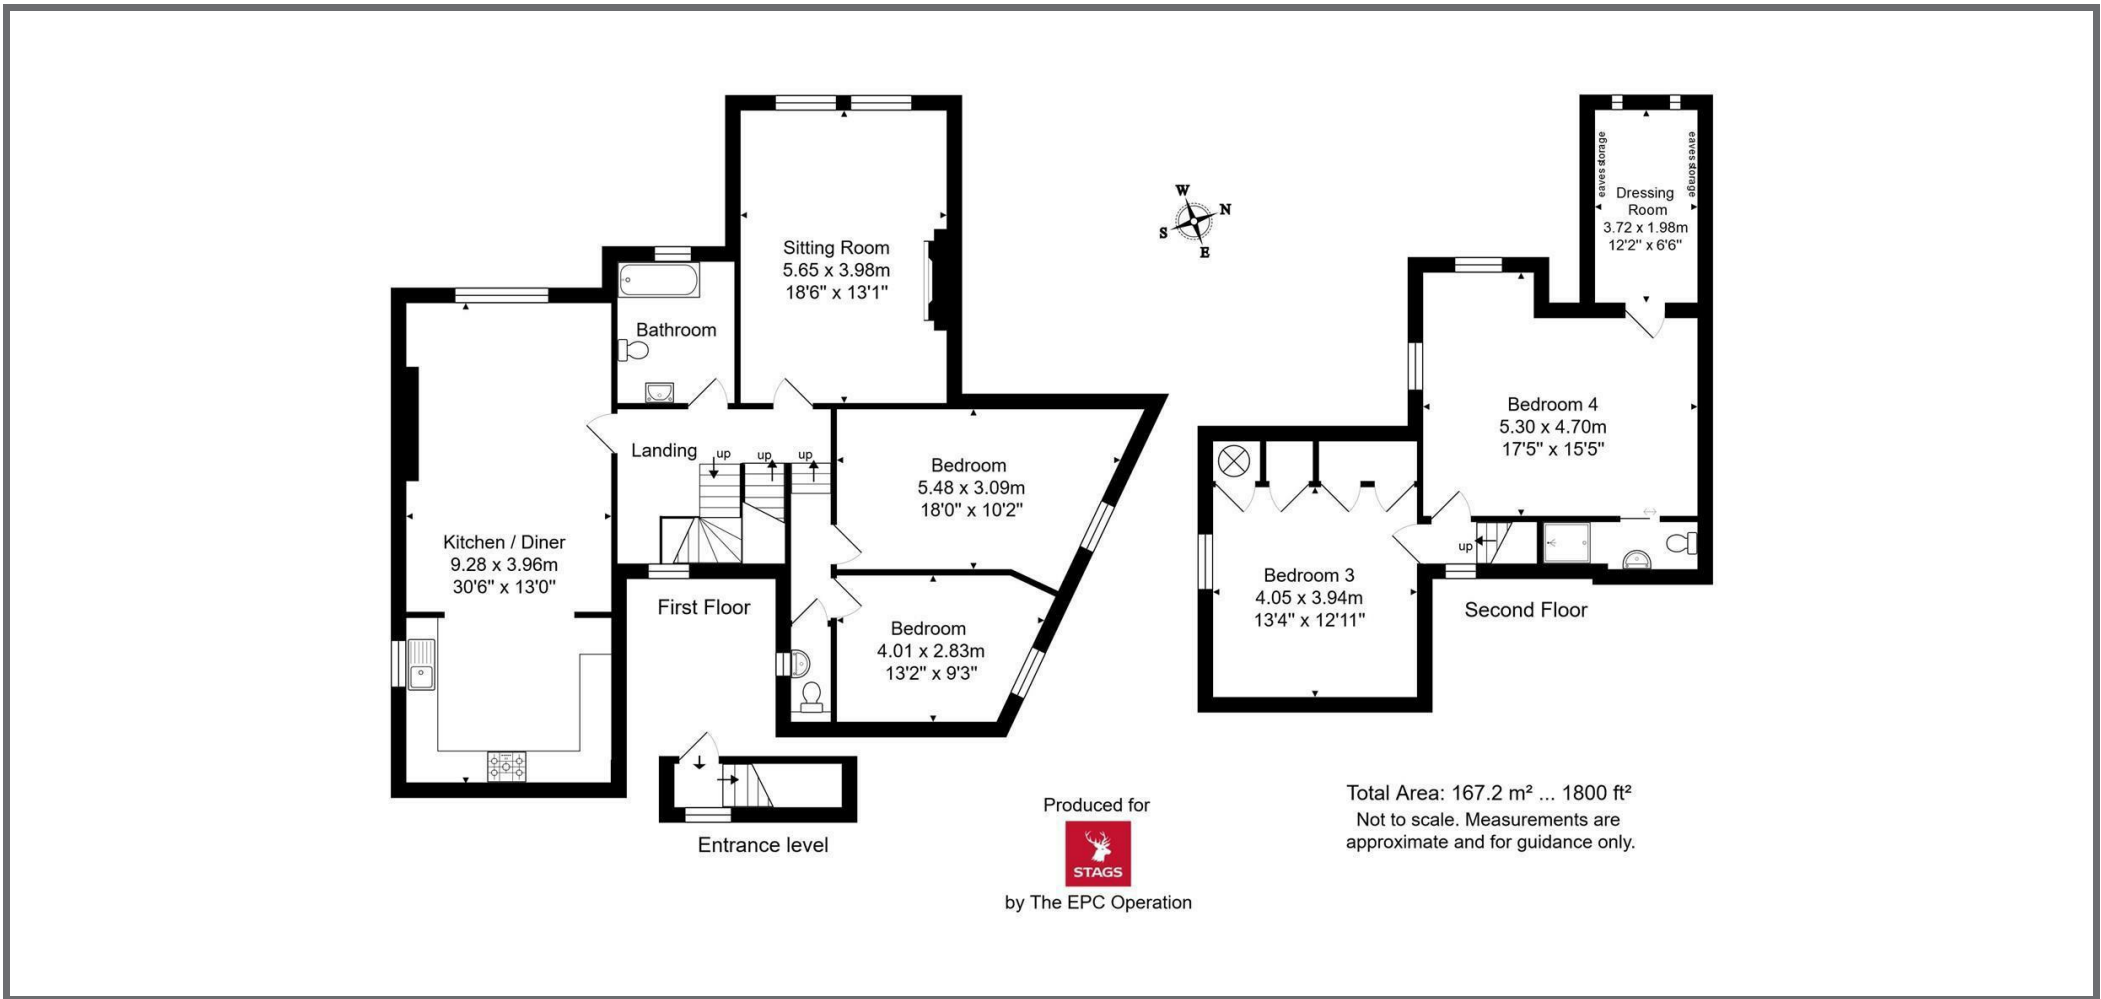 Sitting Room
5.65 x 3.98m
18'6" x 13'1"
Bathroom
Kitchen / Diner
9.28 x 3.96m
30'6" x 13'0"
Landing
up
up
up
Bedroom
5.48 x 3.09m
18'0" x 10'2"
Bedroom
4.01 x 2.83m
13'2" x 9'3"
First Floor
Entrance level
W
N
S
E
eaves storage
eaves storage
Dressing
Room
3.72 x 1.98m
12'2" x 6'6"
Bedroom 4
5.30 x 4.70m
17'5" x 15'5"
up
Bedroom 3
4.05 x 3.94m
13'4" x 12'11"
Second Floor
Produced for
STAGS
by The EPC Operation
Total Area: 167.2 m² ... 1800 ft²
Not to scale. Measurements are
approximate and for guidance only.